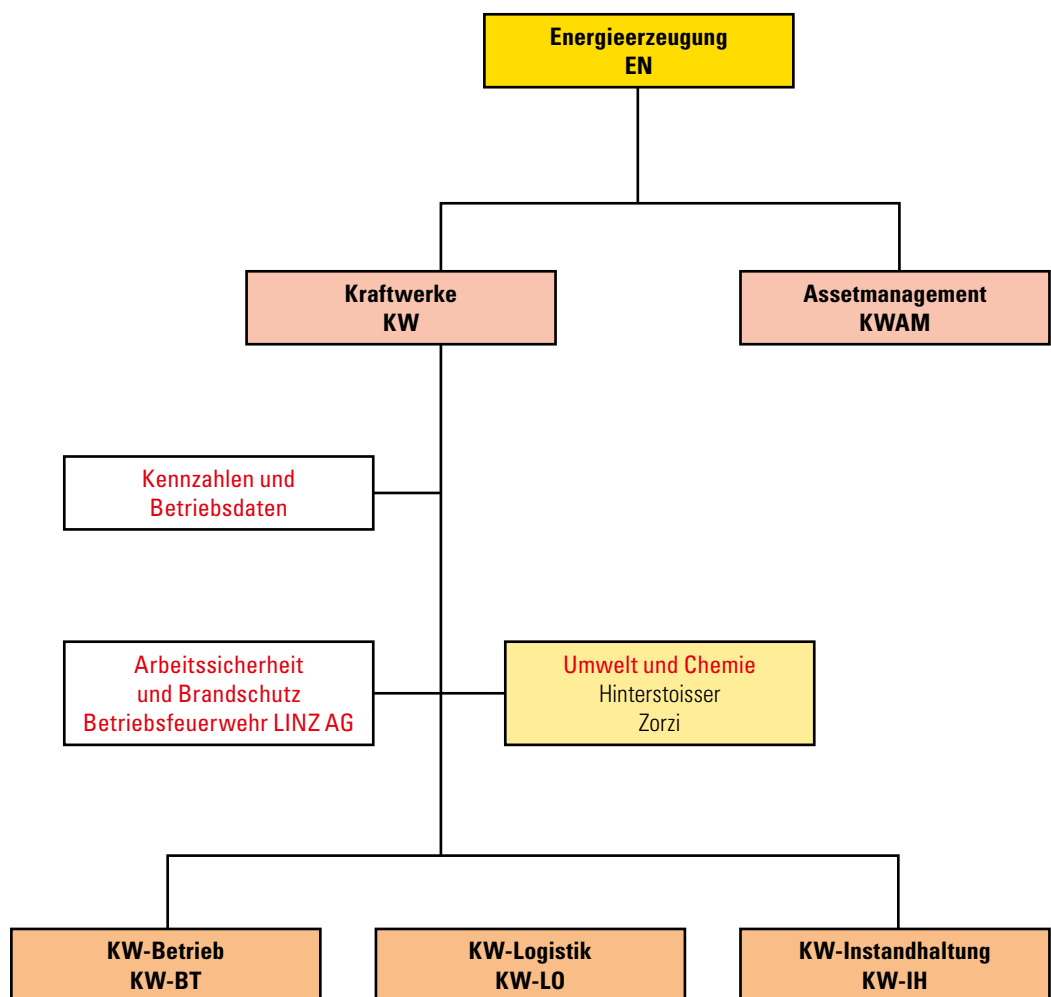 Energieerzeugung
EN
Kraftwerke
KW
Assetmanagement
KWAM
Kennzahlen und
Betriebsdaten
Arbeitssicherheit
und Brandschutz
Betriebsfeuerwehr LINZ AG
Umwelt und Chemie
Hinterstoisser
Zorzi
KW-Betrieb
KW-BT
KW-Logistik
KW-LO
KW-Instandhaltung
KW-IH